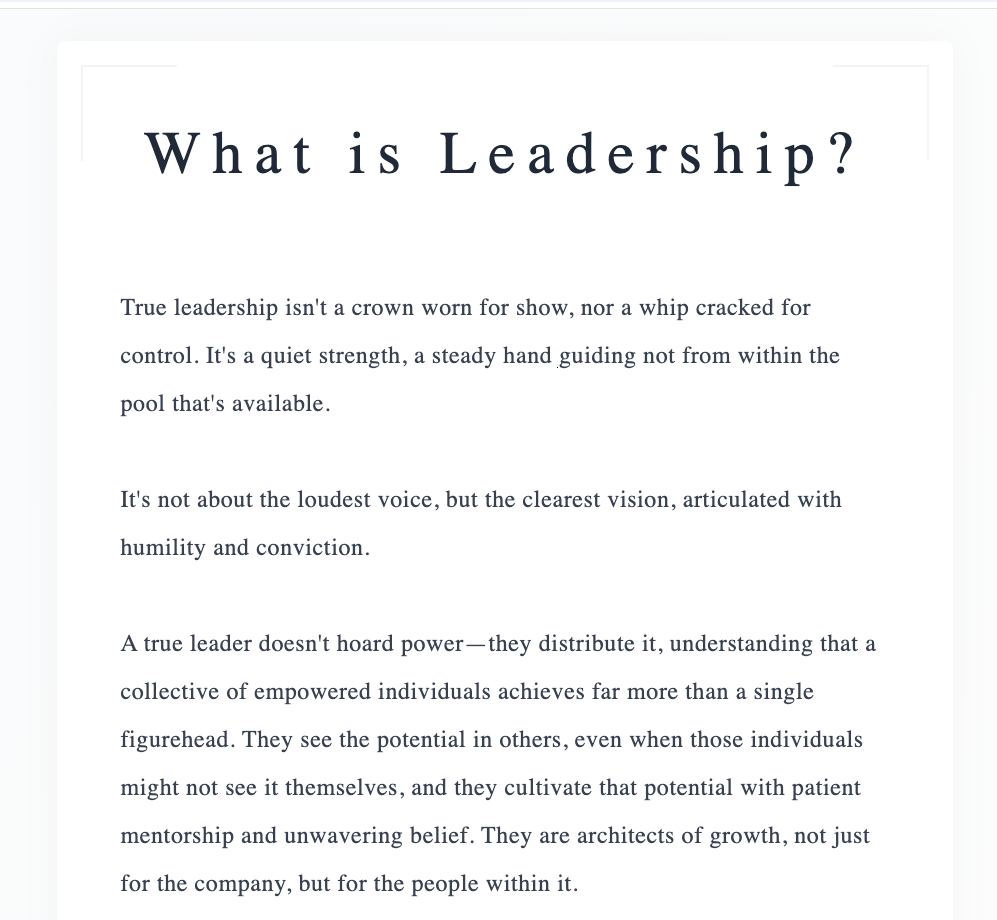 What is Leadership?
True leadership isn't a crown worn for show, nor a whip cracked for
control. It's a quiet strength, a steady hand guiding not from within the
pool that's available.
It's not about the loudest voice, but the clearest vision, articulated with
humility and conviction.
A true leader doesn't hoard power—they distribute it, understanding that a
collective of empowered individuals achieves far more than a single
figurehead. They see the potential in others, even when those individuals
might not see it themselves, and they cultivate that potential with patient
mentorship and unwavering belief. They are architects of growth, not just
for the company, but for the people within it.